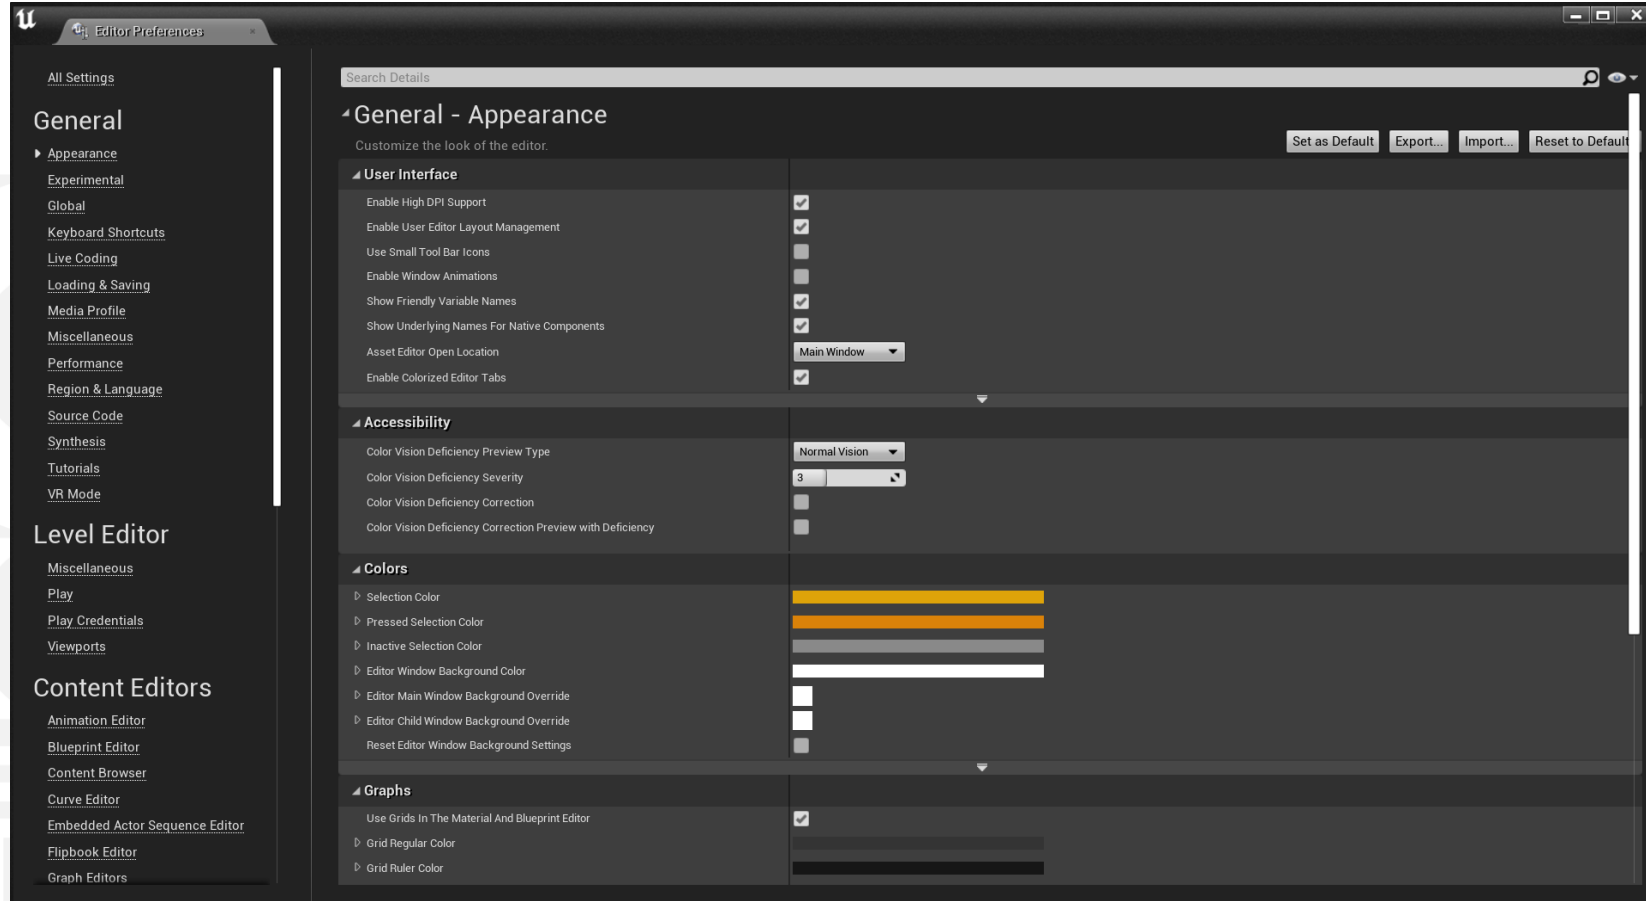 Editor Preferences
All Settings
General
Appearance
Experimental
Global
Keyboard Shortcuts
Live Coding
Loading & Saving
Media Profile
Miscellaneous
Performance
Region & Language
Source Code
Synthesis
Tutorials
VR Mode
Level Editor
Miscellaneous
Play
Play Credentials
Viewports
Content Editors
Animation Editor
Blueprint Editor
Content Browser
Curve Editor
Embedded Actor Sequence Editor
Flipbook Editor
Graph Editors
Search Details
General - Appearance
Customize the look of the editor.
Set as Default Export... Import... Reset to Default
User Interface
Enable High DPI Support
Enable User Editor Layout Management
Use Small Tool Bar Icons
Enable Window Animations
Show Friendly Variable Names
Show Underlying Names For Native Components
Asset Editor Open Location Main Window
Enable Colorized Editor Tabs
Accessibility
Color Vision Deficiency Preview Type Normal Vision
Color Vision Deficiency Severity 3
Color Vision Deficiency Correction
Color Vision Deficiency Correction Preview with Deficiency
Colors
Selection Color
Pressed Selection Color
Inactive Selection Color
Editor Window Background Color
Editor Main Window Background Override
Editor Child Window Background Override
Reset Editor Window Background Settings
Graphs
Use Grids In The Material And Blueprint Editor
Grid Regular Color
Grid Ruler Color